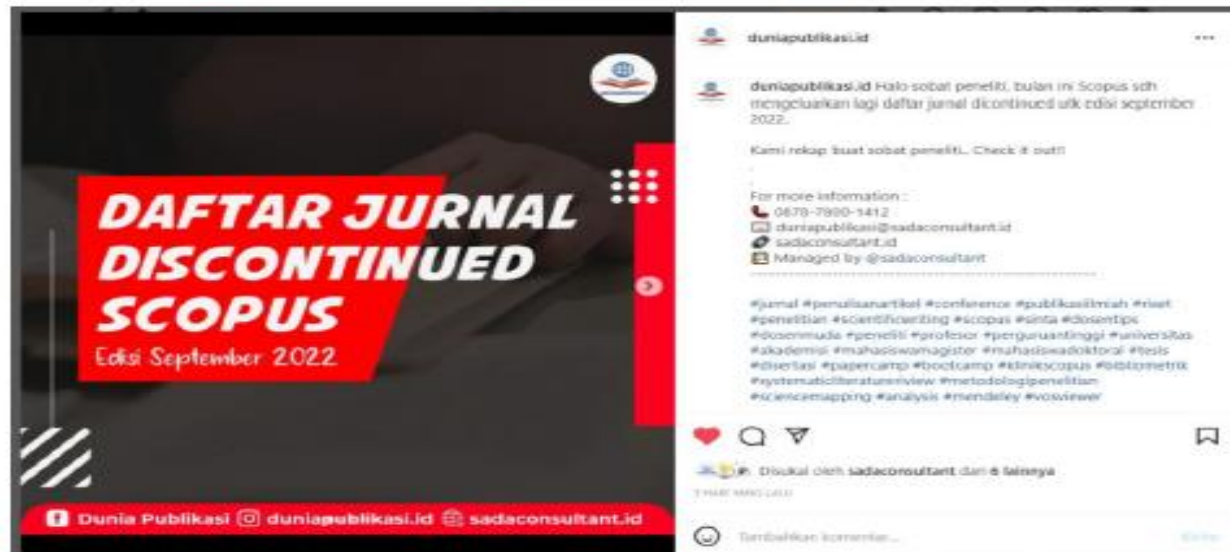 DAFTAR JURNAL
DISCONTINUED
SCOPUS
Edisi September 2022
Dunia Publikasi duniapublikasi.id sadaconsultant.id
duniapublikasi.id
duniapublikasi.id Halo sobat peneliti, bulan ini Scopus sdh
mengeluarkan lagi daftar jurnal dicontinued utk edisi september
2022.
Kami rekap buat sobat peneliti.. Check it out!!
.
.
For more information :
0878-7890-1412
duniapublikasi@sadaconsultant.id
sadaconsultant.id
Managed by @sadaconsultant
#jurnal #penulisanartikel #conference #publikasiilmiah #riset
#penelitian #scientificwriting #scopus #sinta #dosentips
#dosenmuda #peneliti #profesor #perguruantinggi #universitas
#akademisi #mahasiswamagister #mahasiswadoktoral #tesis
#disertasi #papercamp #bootcamp #klinikscopus #bibliometrik
#systematicliteraturereview #metodologipenelitian
#sciencemapping #analysis #mendeley #vosviewer
Disukai oleh sadaconsultant dan 6 lainnya
HARI YANG LALU
Tambahkan komentar...